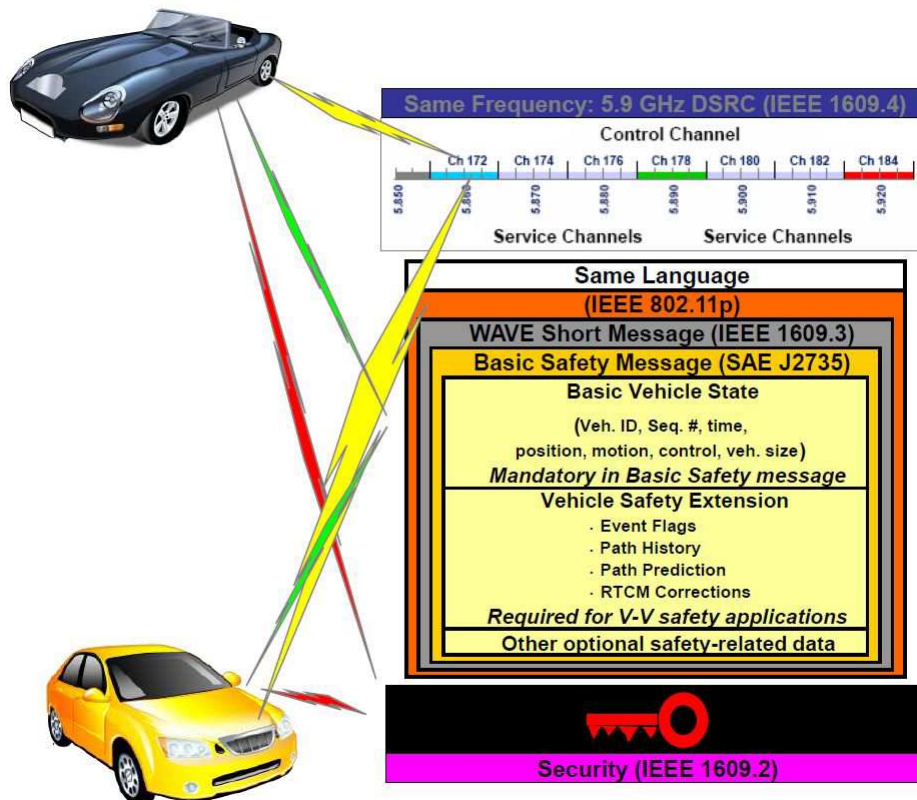 Same Frequency: 5.9 GHz DSRC (IEEE 1609.4)
Control Channel
Ch 172 Ch 174 Ch 176 Ch 178 Ch 180 Ch 182 Ch 184
5.850 5.860 5.870 5.880 5.890 5.900 5.910 5.920
Service Channels Service Channels
Same Language
(IEEE 802.11p)
WAVE Short Message (IEEE 1609.3)
Basic Safety Message (SAE J2735)
Basic Vehicle State
(Veh. ID, Seq. #, time,
position, motion, control, veh. size)
Mandatory in Basic Safety message
Vehicle Safety Extension
· Event Flags
· Path History
· Path Prediction
· RTCM Corrections
Required for V-V safety applications
Other optional safety-related data
Security (IEEE 1609.2)